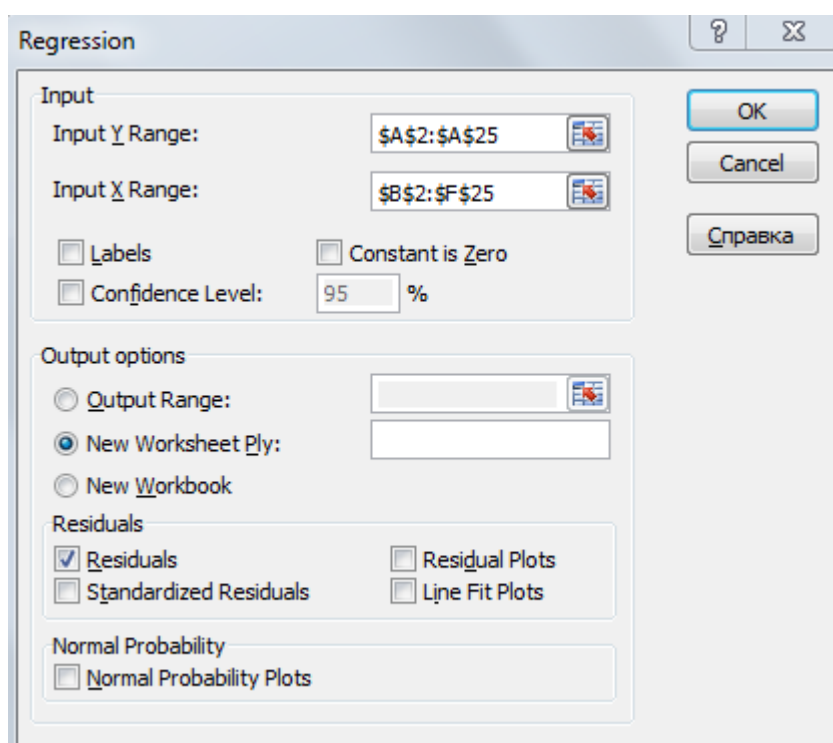 Regression
Input
Input Y Range: $A$2:$A$25
Input X Range: $B$2:$F$25
Labels Constant is Zero
Confidence Level: 95 %
OK
Cancel
Справка
Output options
Output Range:
New Worksheet Ply:
New Workbook
Residuals
Residuals Residual Plots
Standardized Residuals Line Fit Plots
Normal Probability
Normal Probability Plots